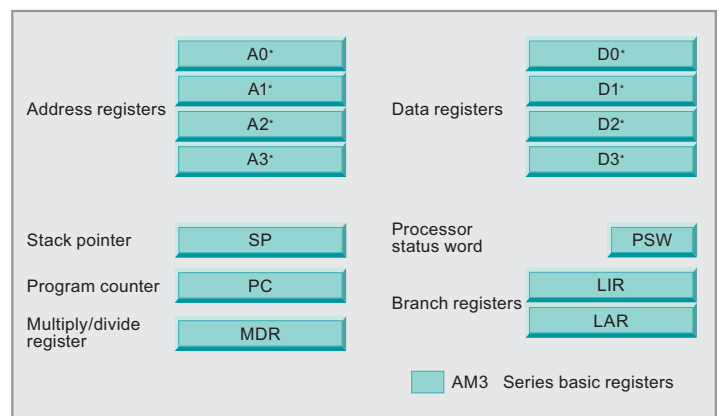 Address registers
A0*
A1*
A2*
A3*
Data registers
D0*
D1*
D2*
D3*
Stack pointer
SP
Processor
status word
PSW
Program counter
PC
Branch registers
LIR
LAR
Multiply/divide
register
MDR
AM3 Series basic registers